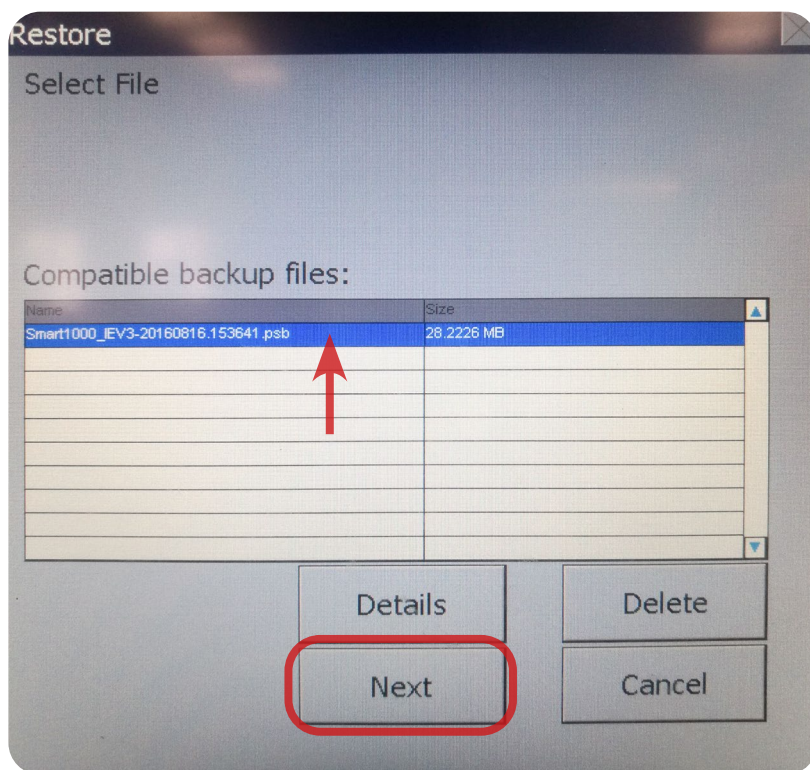 Restore
Select File
Compatible backup files:
Name Size
Smart1000_IEV3-20160816.153641.psb 28.2226 MB
Details Delete
Next Cancel